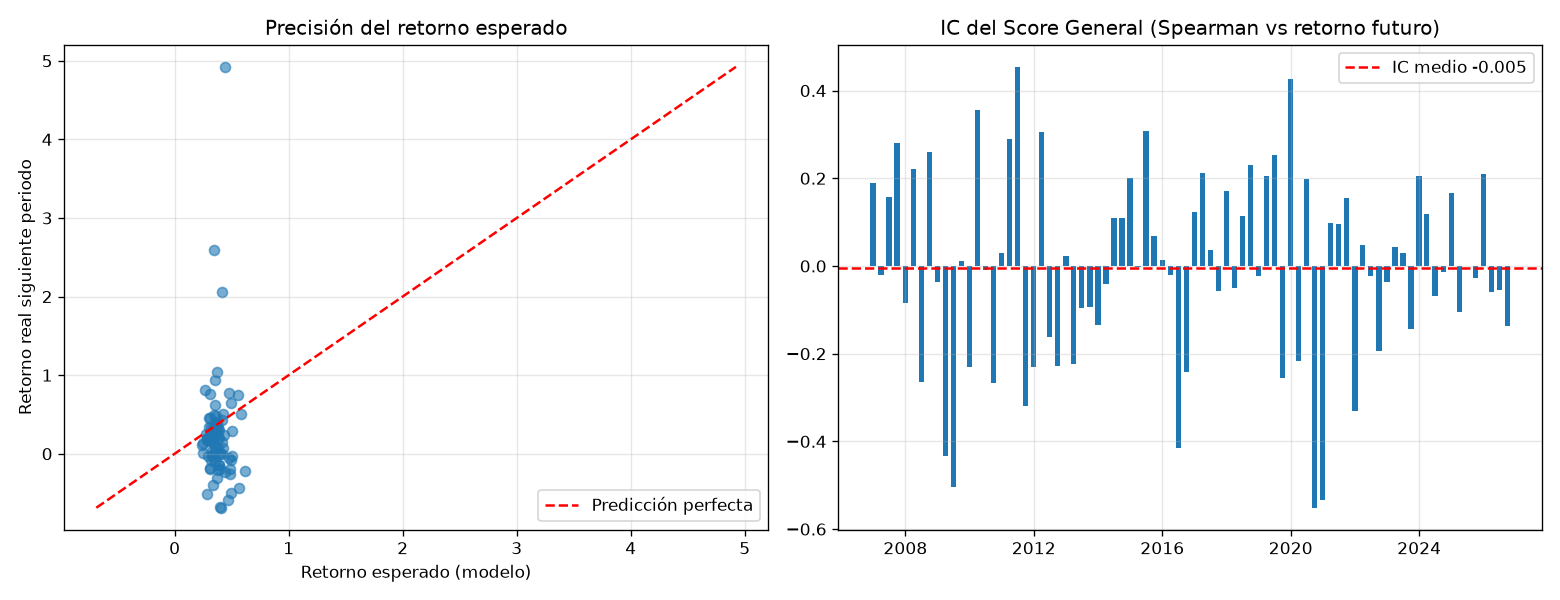 Precisión del retorno esperado
5
4
3
2
1
0
Retorno real siguiente periodo
Predicción perfecta
0 1 2 3 4 5
Retorno esperado (modelo)
IC del Score General (Spearman vs retorno futuro)
IC medio -0.005
0.4
0.2
0.0
−0.2
−0.4
−0.6
2008 2012 2016 2020 2024